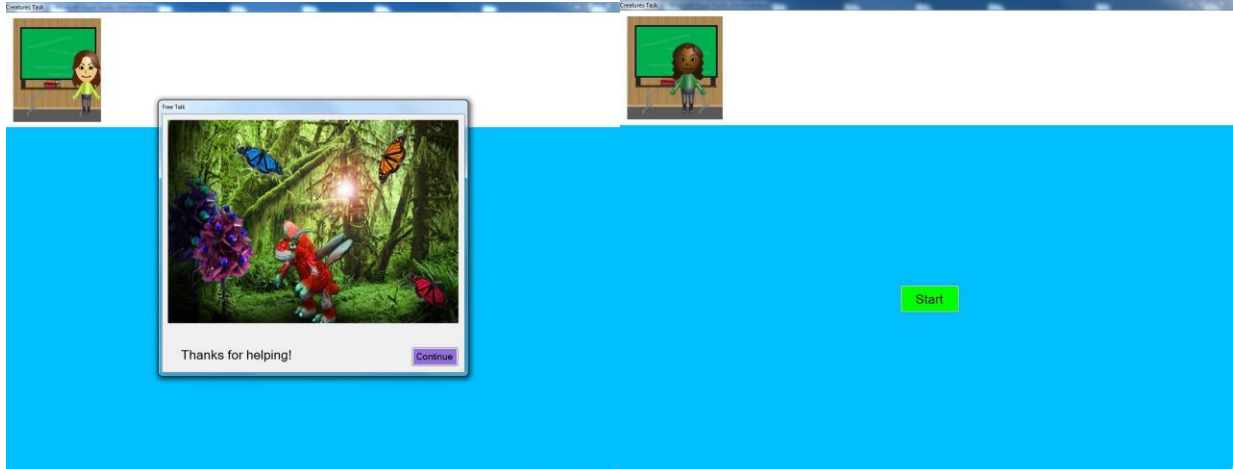 Creatures Task
Free Talk
Thanks for helping!
Continue
Creatures Task
Start